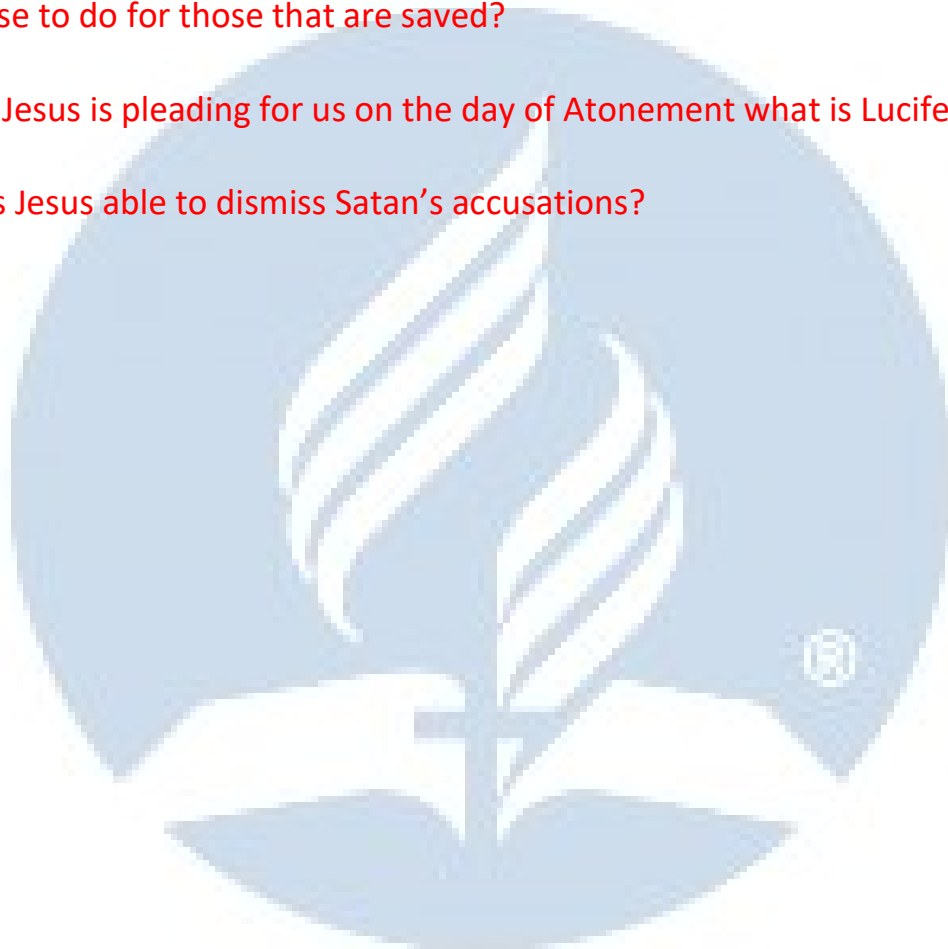 se to do for those that are saved?
Jesus is pleading for us on the day of Atonement what is Lucife
s Jesus able to dismiss Satan’s accusations?
®